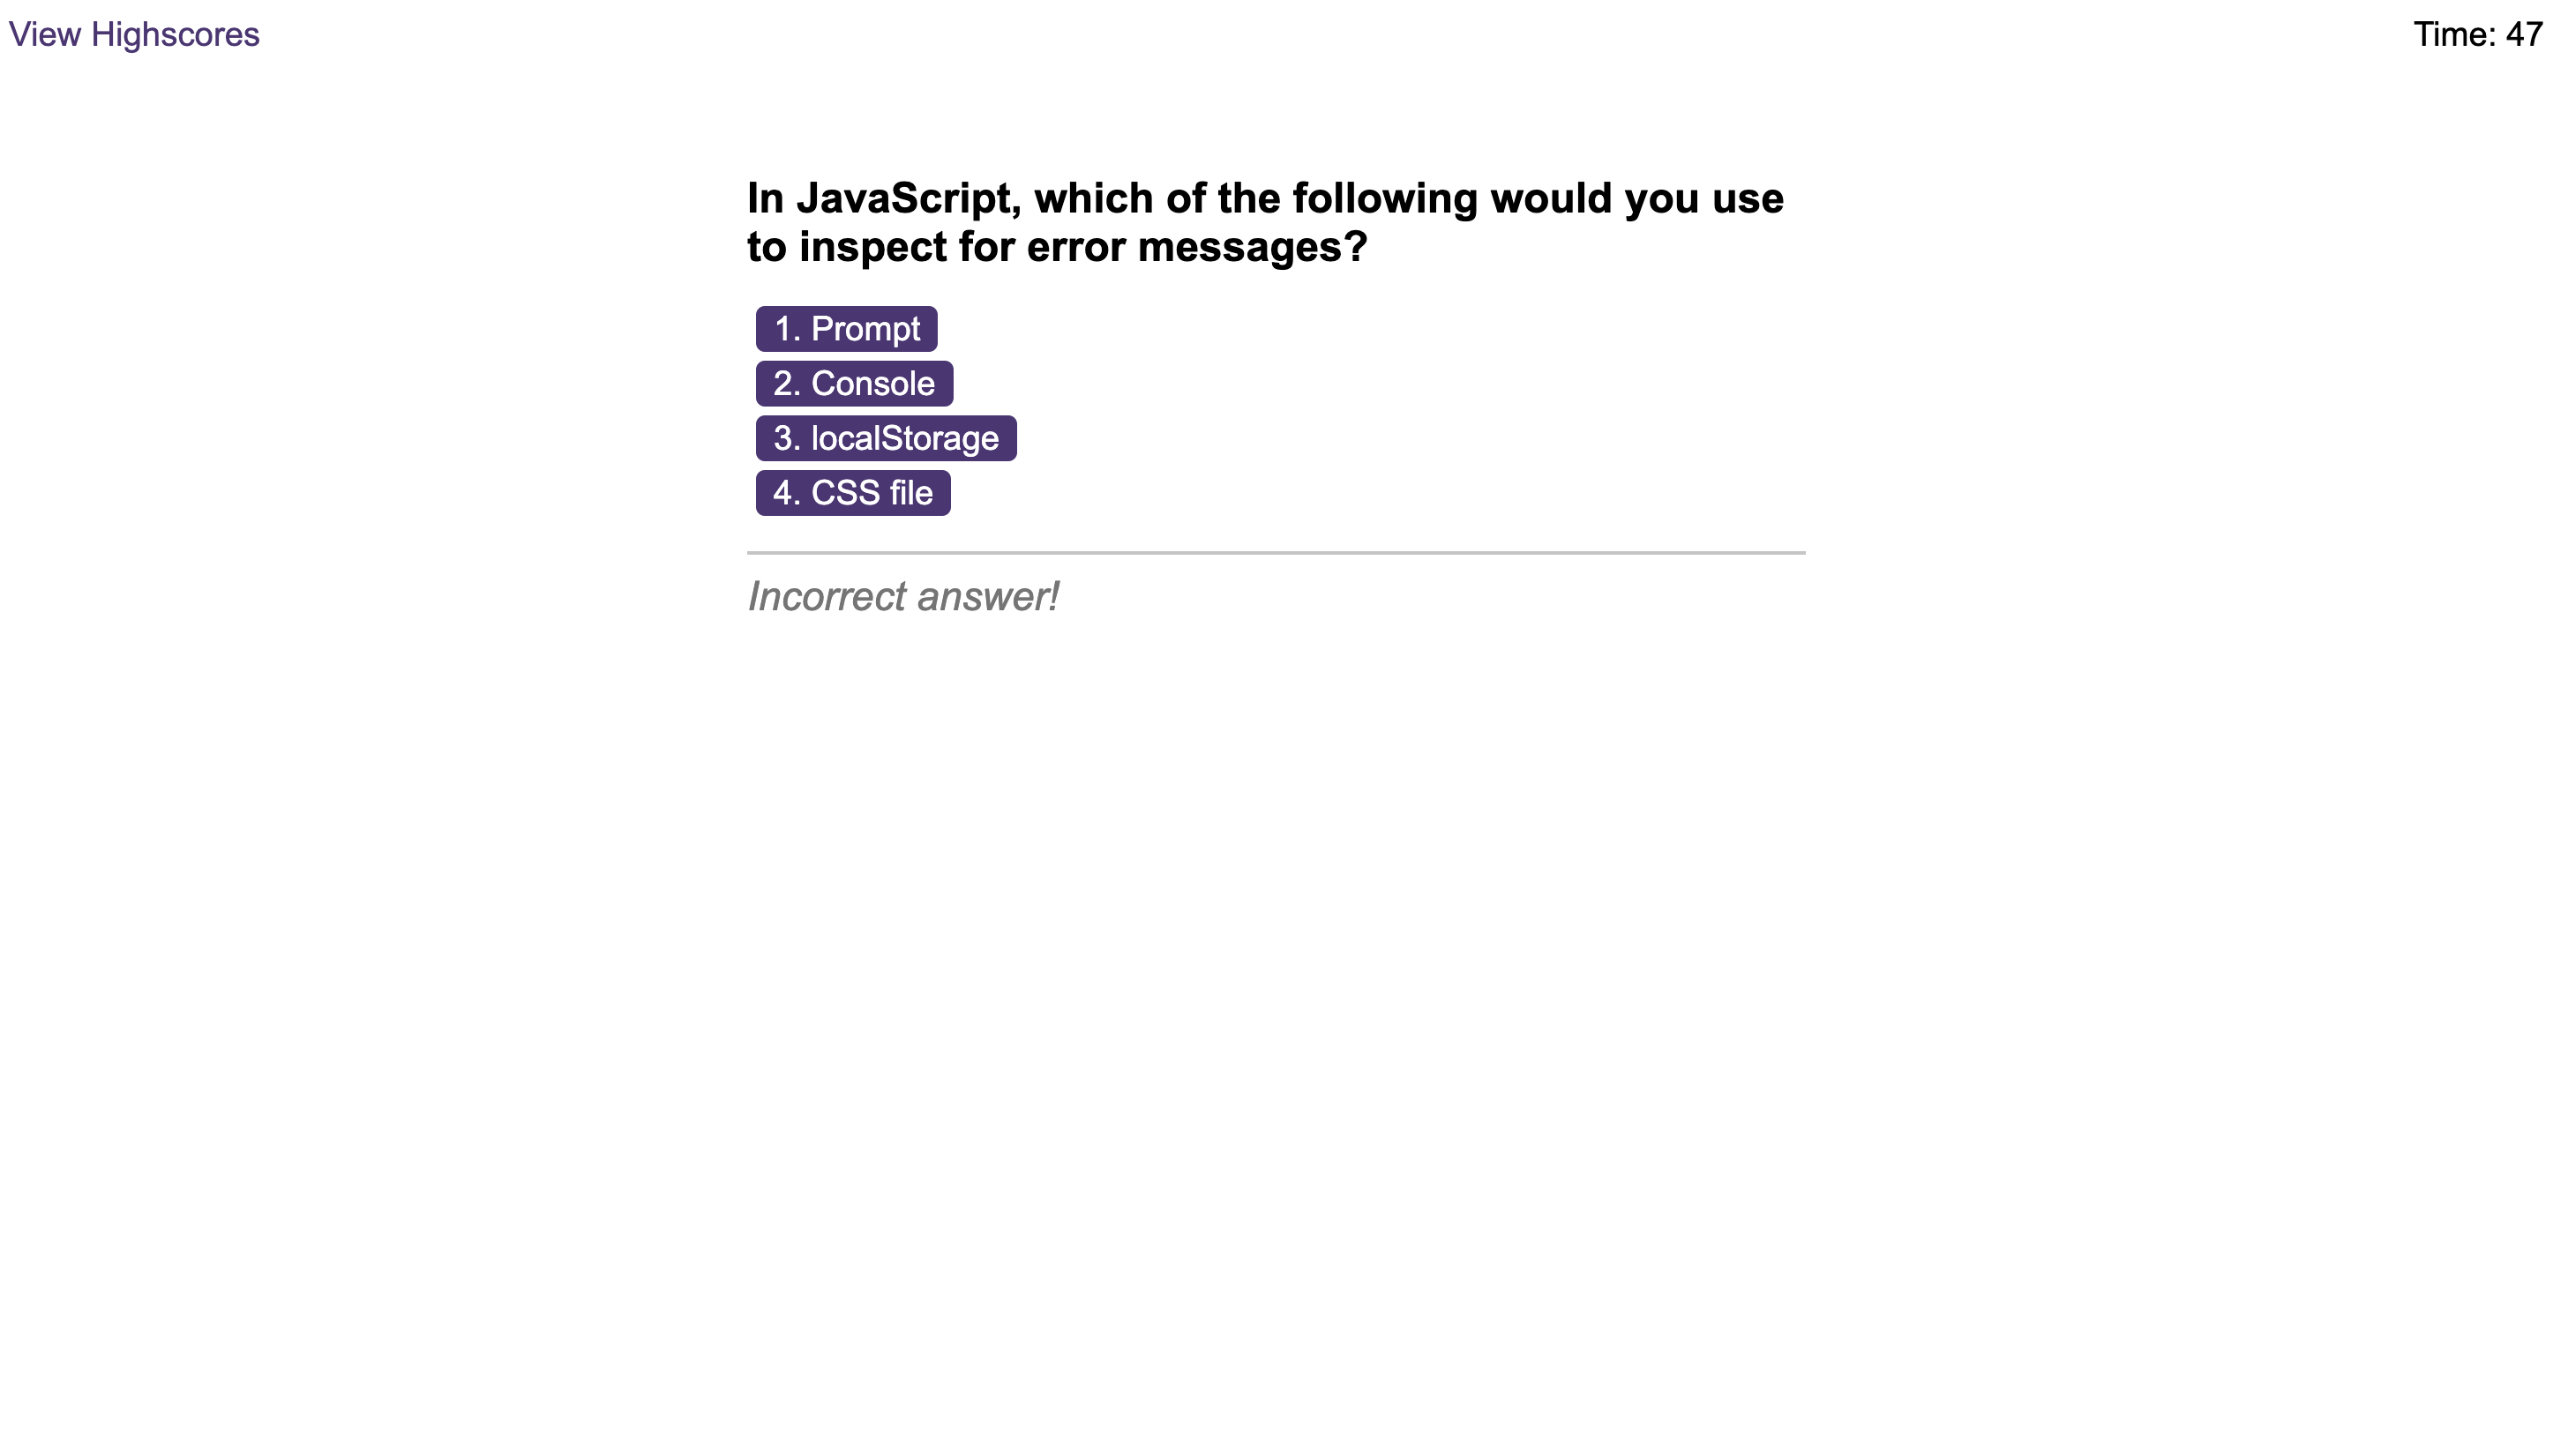 View Highscores
Time: 47
In JavaScript, which of the following would you use
to inspect for error messages?
1. Prompt
2. Console
3. localStorage
4. CSS file
Incorrect answer!